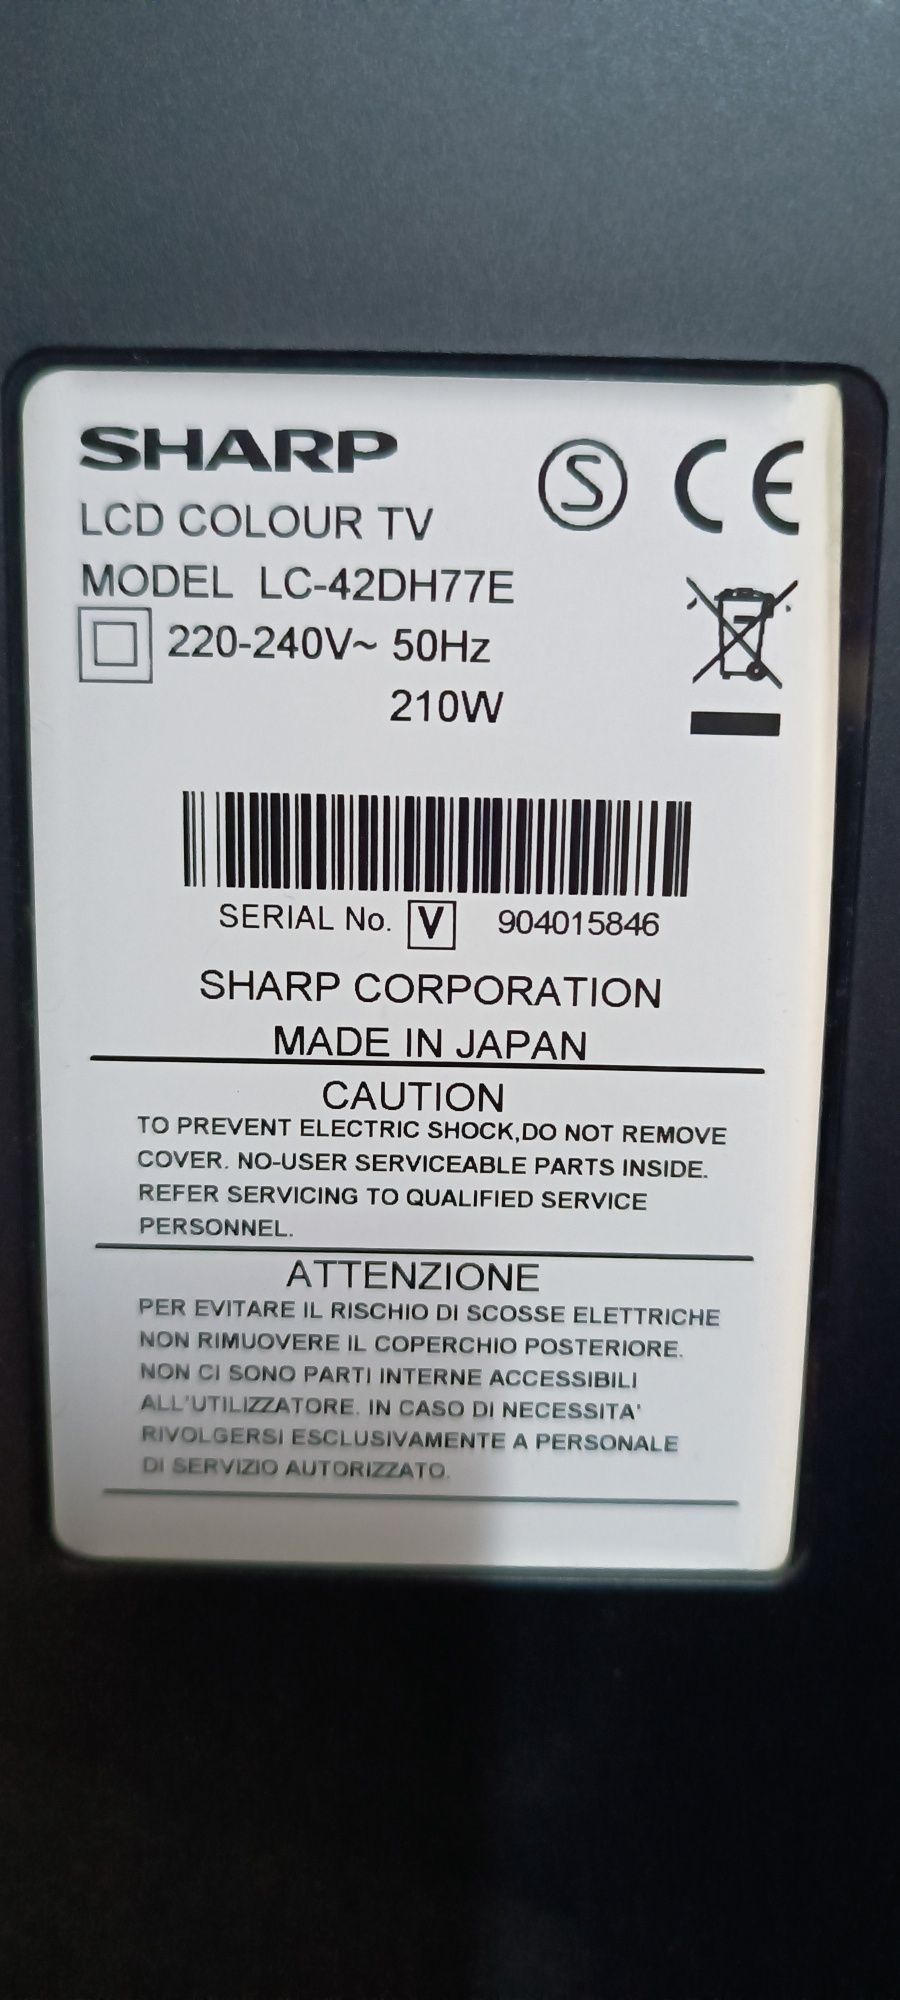 SHARP
LCD COLOUR TV
MODEL LC-42DH77E
220-240V~ 50Hz
210W
S CE
SERIAL No. V 904015846
SHARP CORPORATION
MADE IN JAPAN
CAUTION
TO PREVENT ELECTRIC SHOCK,DO NOT REMOVE
COVER. NO-USER SERVICEABLE PARTS INSIDE.
REFER SERVICING TO QUALIFIED SERVICE
PERSONNEL.
ATTENZIONE
PER EVITARE IL RISCHIO DI SCOSSE ELETTRICHE
NON RIMUOVERE IL COPERCHIO POSTERIORE.
NON CI SONO PARTI INTERNE ACCESSIBILI
ALL'UTILIZZATORE. IN CASO DI NECESSITA'
RIVOLGERSI ESCLUSIVAMENTE A PERSONALE
DI SERVIZIO AUTORIZZATO.